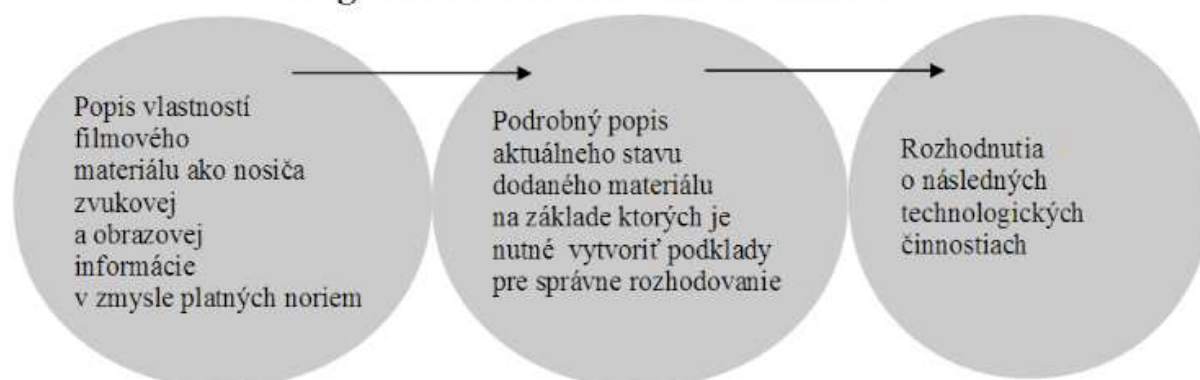 Popis vlastností
filmového
materiálu ako nosiča
zvukovej
a obrazovej
informácie
v zmysle platných noriem
Podrobný popis
aktuálneho stavu
dodaného materiálu
na základe ktorých je
nutné vytvoriť podklady
pre správne rozhodovanie
Rozhodnutia
o následných
technologických
činnostiach